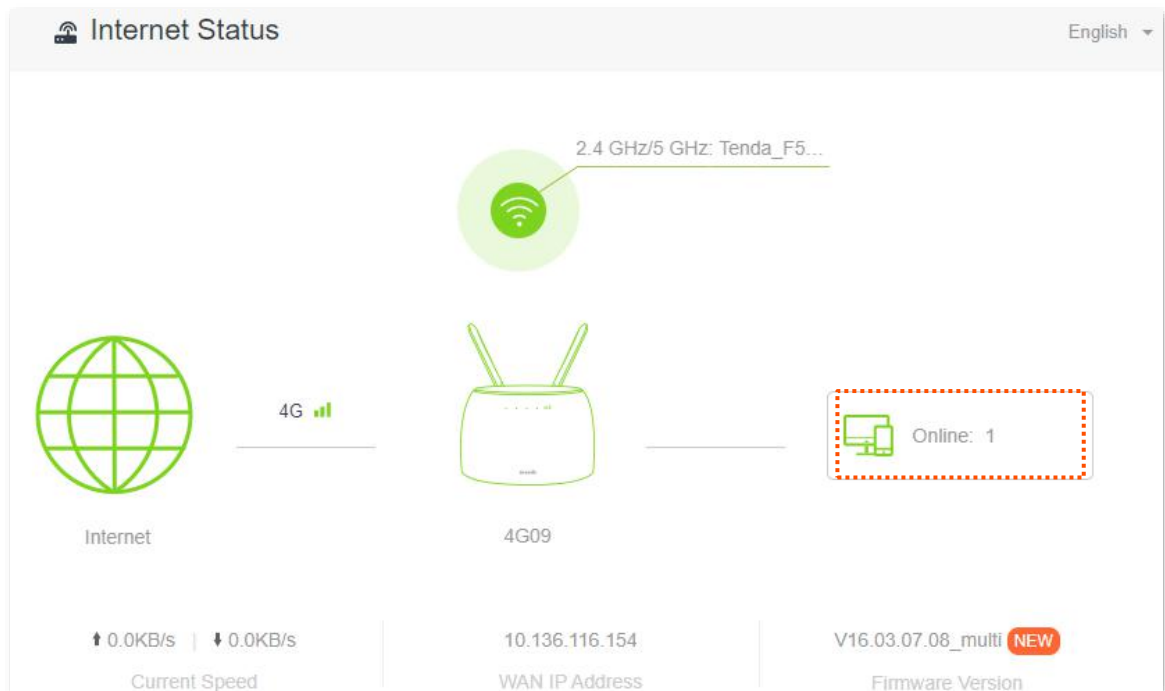 Internet Status
English
2.4 GHz/5 GHz: Tenda_F5...
4G
Online: 1
Internet
4G09
0.0KB/s | 0.0KB/s
10.136.116.154
V16.03.07.08_multi NEW
Current Speed
WAN IP Address
Firmware Version